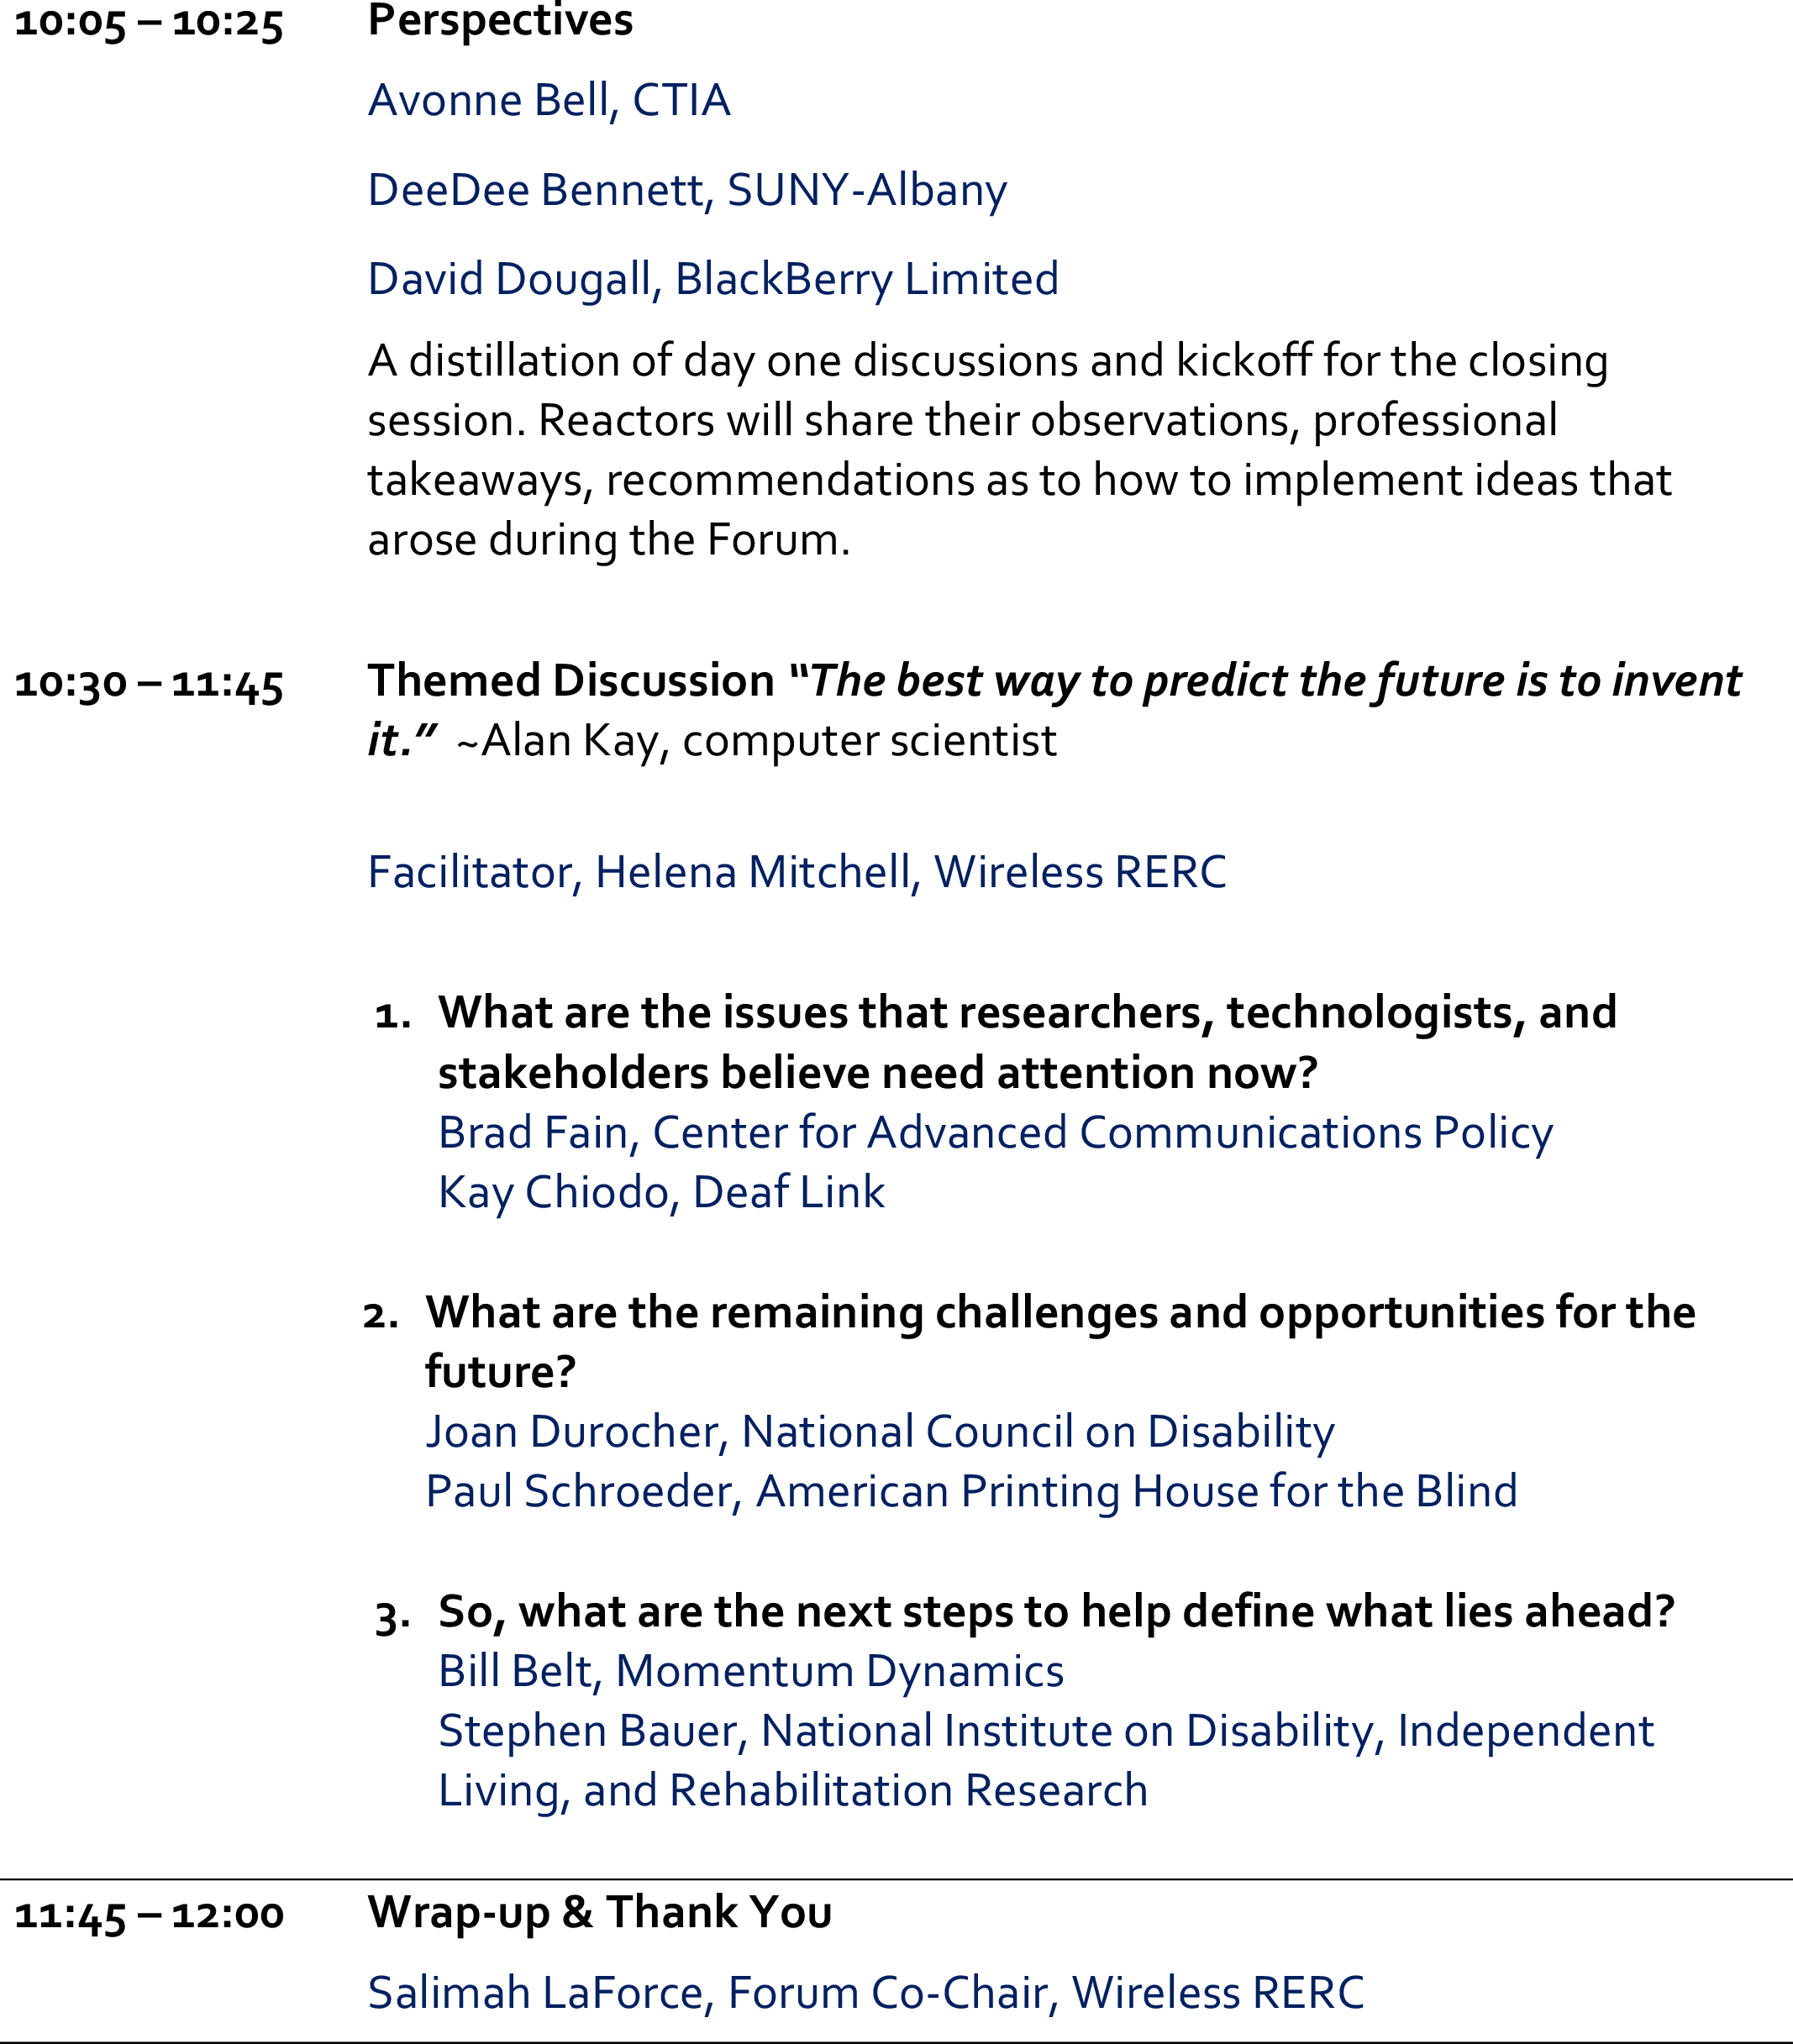 10:05 – 10:25 Perspectives
Avonne Bell, CTIA
DeeDee Bennett, SUNY-Albany
David Dougall, BlackBerry Limited
A distillation of day one discussions and kickoff for the closing
session. Reactors will share their observations, professional
takeaways, recommendations as to how to implement ideas that
arose during the Forum.
10:30 – 11:45 Themed Discussion “The best way to predict the future is to invent
it.” ~Alan Kay, computer scientist
Facilitator, Helena Mitchell, Wireless RERC
1. What are the issues that researchers, technologists, and
stakeholders believe need attention now?
Brad Fain, Center for Advanced Communications Policy
Kay Chiodo, Deaf Link
2. What are the remaining challenges and opportunities for the
future?
Joan Durocher, National Council on Disability
Paul Schroeder, American Printing House for the Blind
3. So, what are the next steps to help define what lies ahead?
Bill Belt, Momentum Dynamics
Stephen Bauer, National Institute on Disability, Independent
Living, and Rehabilitation Research
11:45 – 12:00 Wrap-up & Thank You
Salimah LaForce, Forum Co-Chair, Wireless RERC